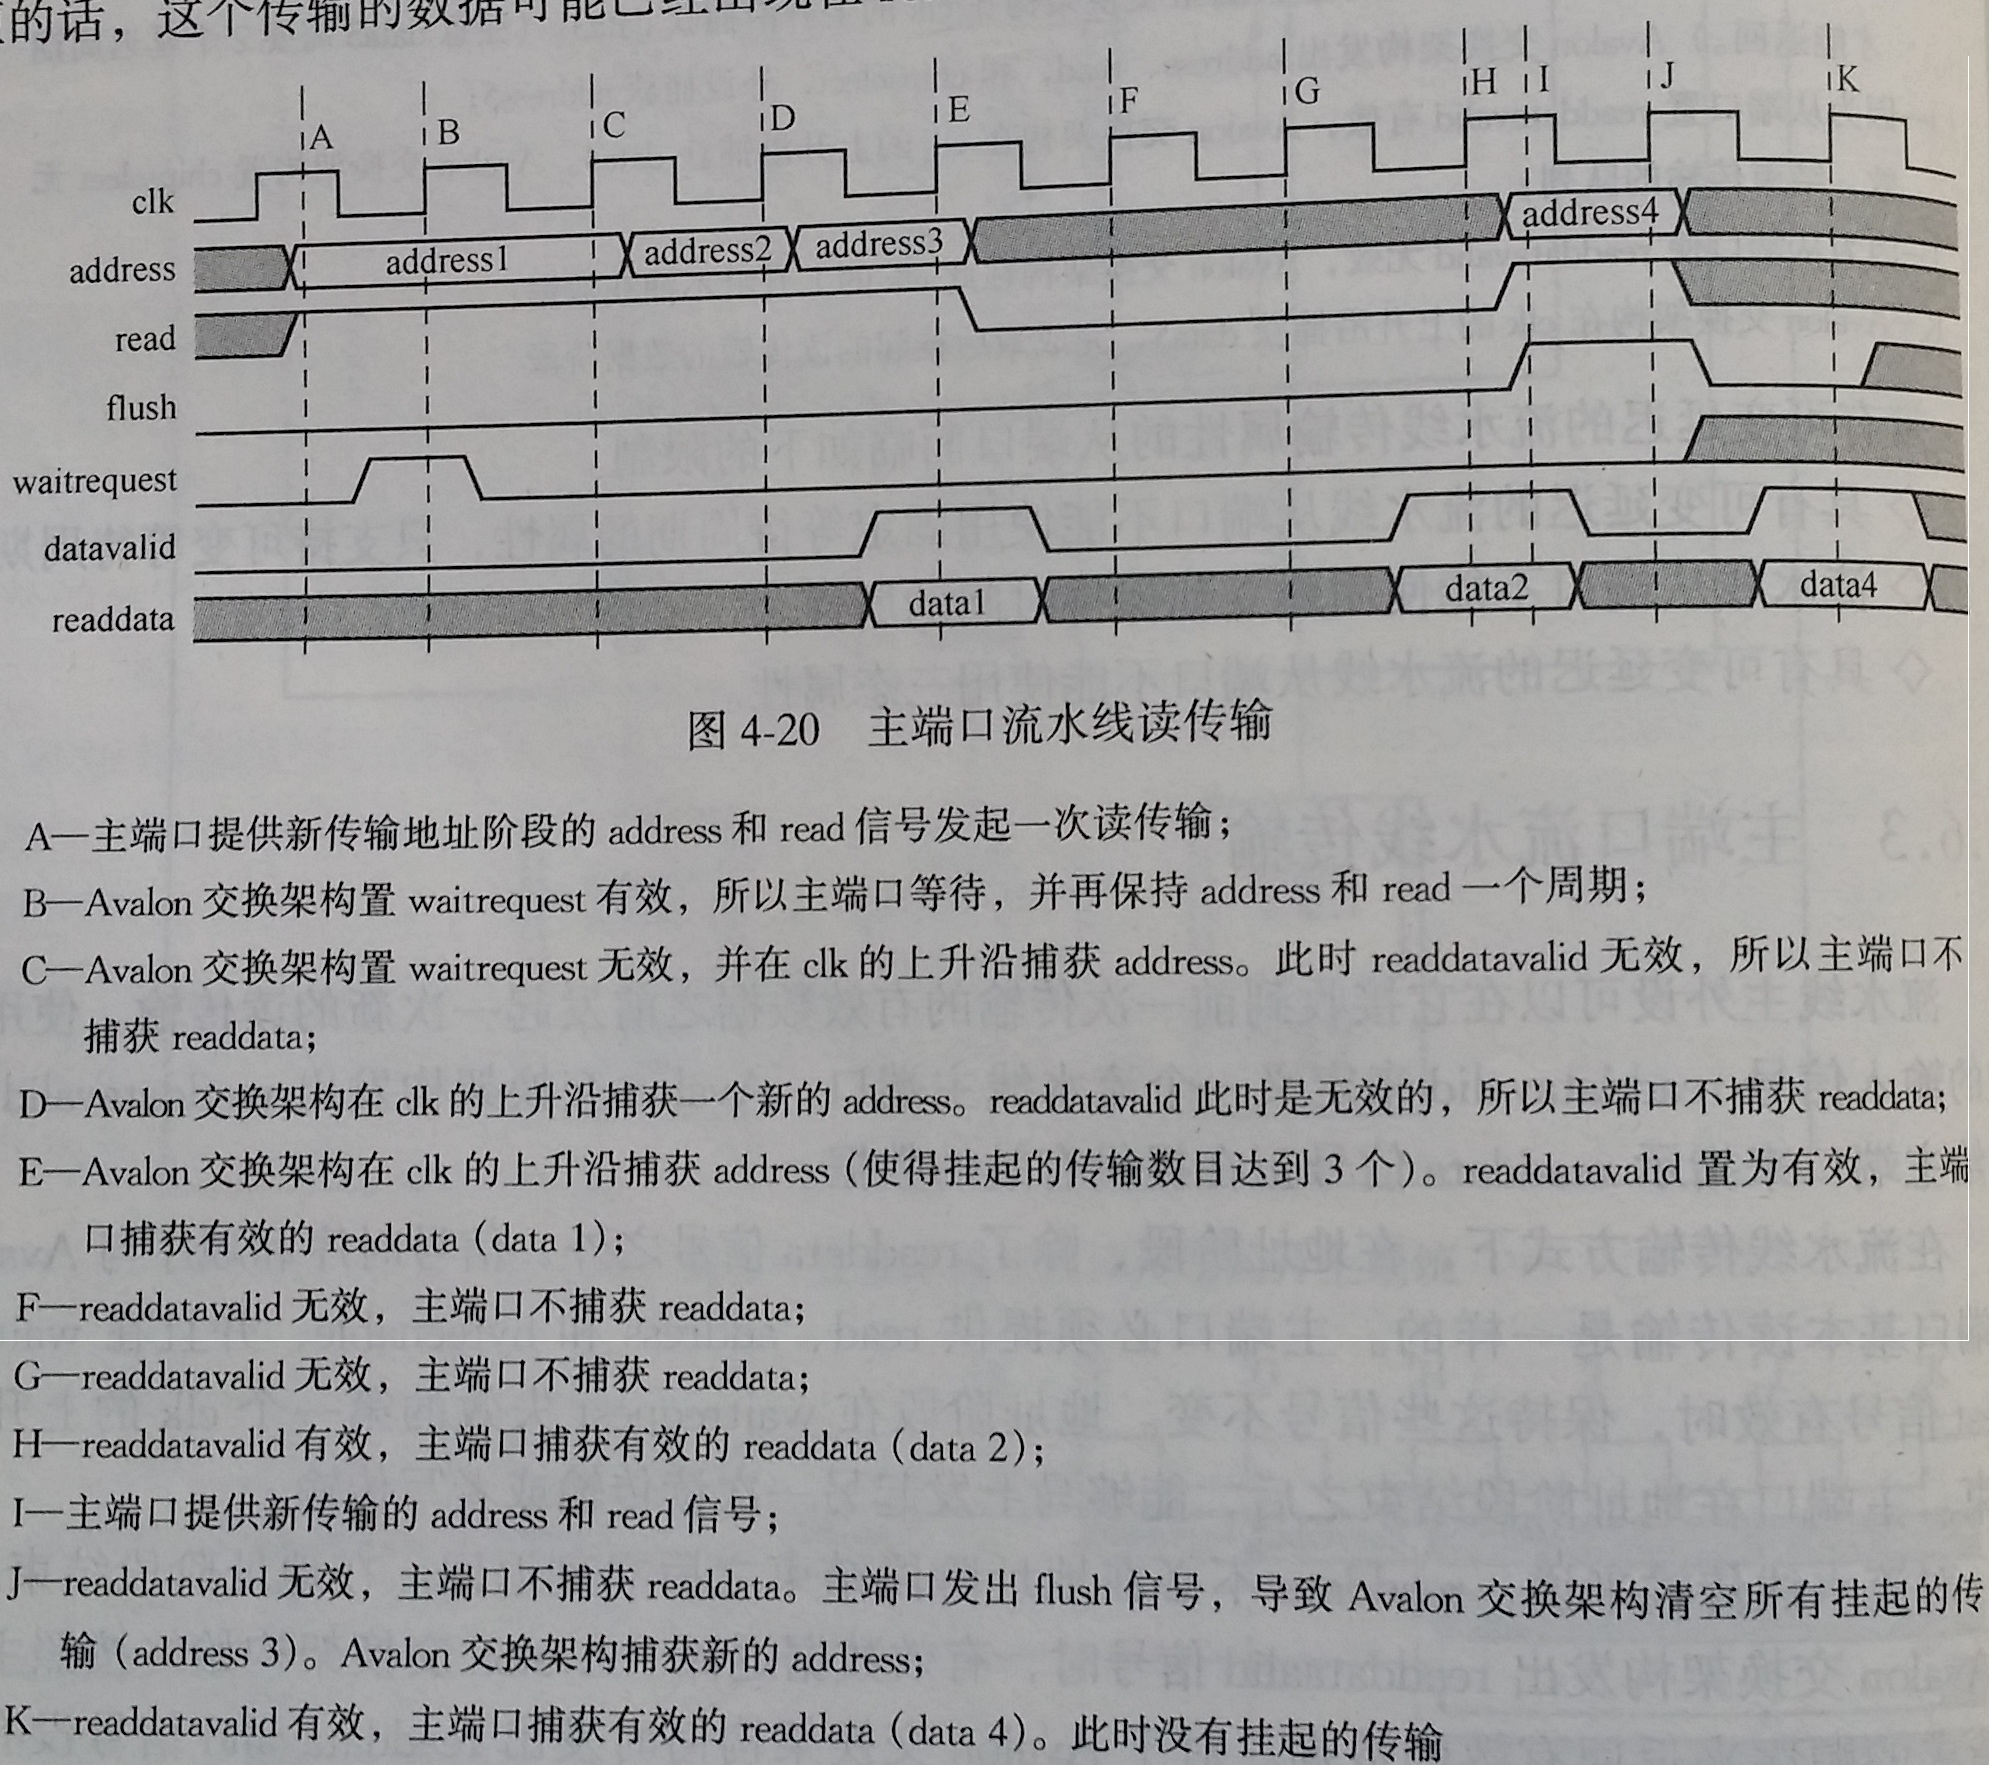 的话，这个传输的数据可能已经出现在
A B C D E F G H I J K
clk
address address1 address2 address3 address4
read
flush
waitrequest
datavalid
readdata data1 data2 data4
图 4-20 主端口流水线读传输
A—主端口提供新传输地址阶段的 address 和 read 信号发起一次读传输；
B—Avalon 交换架构置 waitrequest 有效，所以主端口等待，并再保持 address 和 read 一个周期；
C—Avalon 交换架构置 waitrequest 无效，并在 clk 的上升沿捕获 address。此时 readdatavalid 无效，所以主端口不
捕获 readdata；
D—Avalon 交换架构在 clk 的上升沿捕获一个新的 address。readdatavalid 此时是无效的，所以主端口不捕获 readdata；
E—Avalon 交换架构在 clk 的上升沿捕获 address（使得挂起的传输数目达到 3 个）。readdatavalid 置为有效，主端
口捕获有效的 readdata（data 1）；
F—readdatavalid 无效，主端口不捕获 readdata；
G—readdatavalid 无效，主端口不捕获 readdata；
H—readdatavalid 有效，主端口捕获有效的 readdata（data 2）；
I—主端口提供新传输的 address 和 read 信号；
J—readdatavalid 无效，主端口不捕获 readdata。主端口发出 flush 信号，导致 Avalon 交换架构清空所有挂起的传
输（address 3）。Avalon 交换架构捕获新的 address；
K—readdatavalid 有效，主端口捕获有效的 readdata（data 4）。此时没有挂起的传输